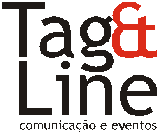 Tag&
Line
comunicação e eventos